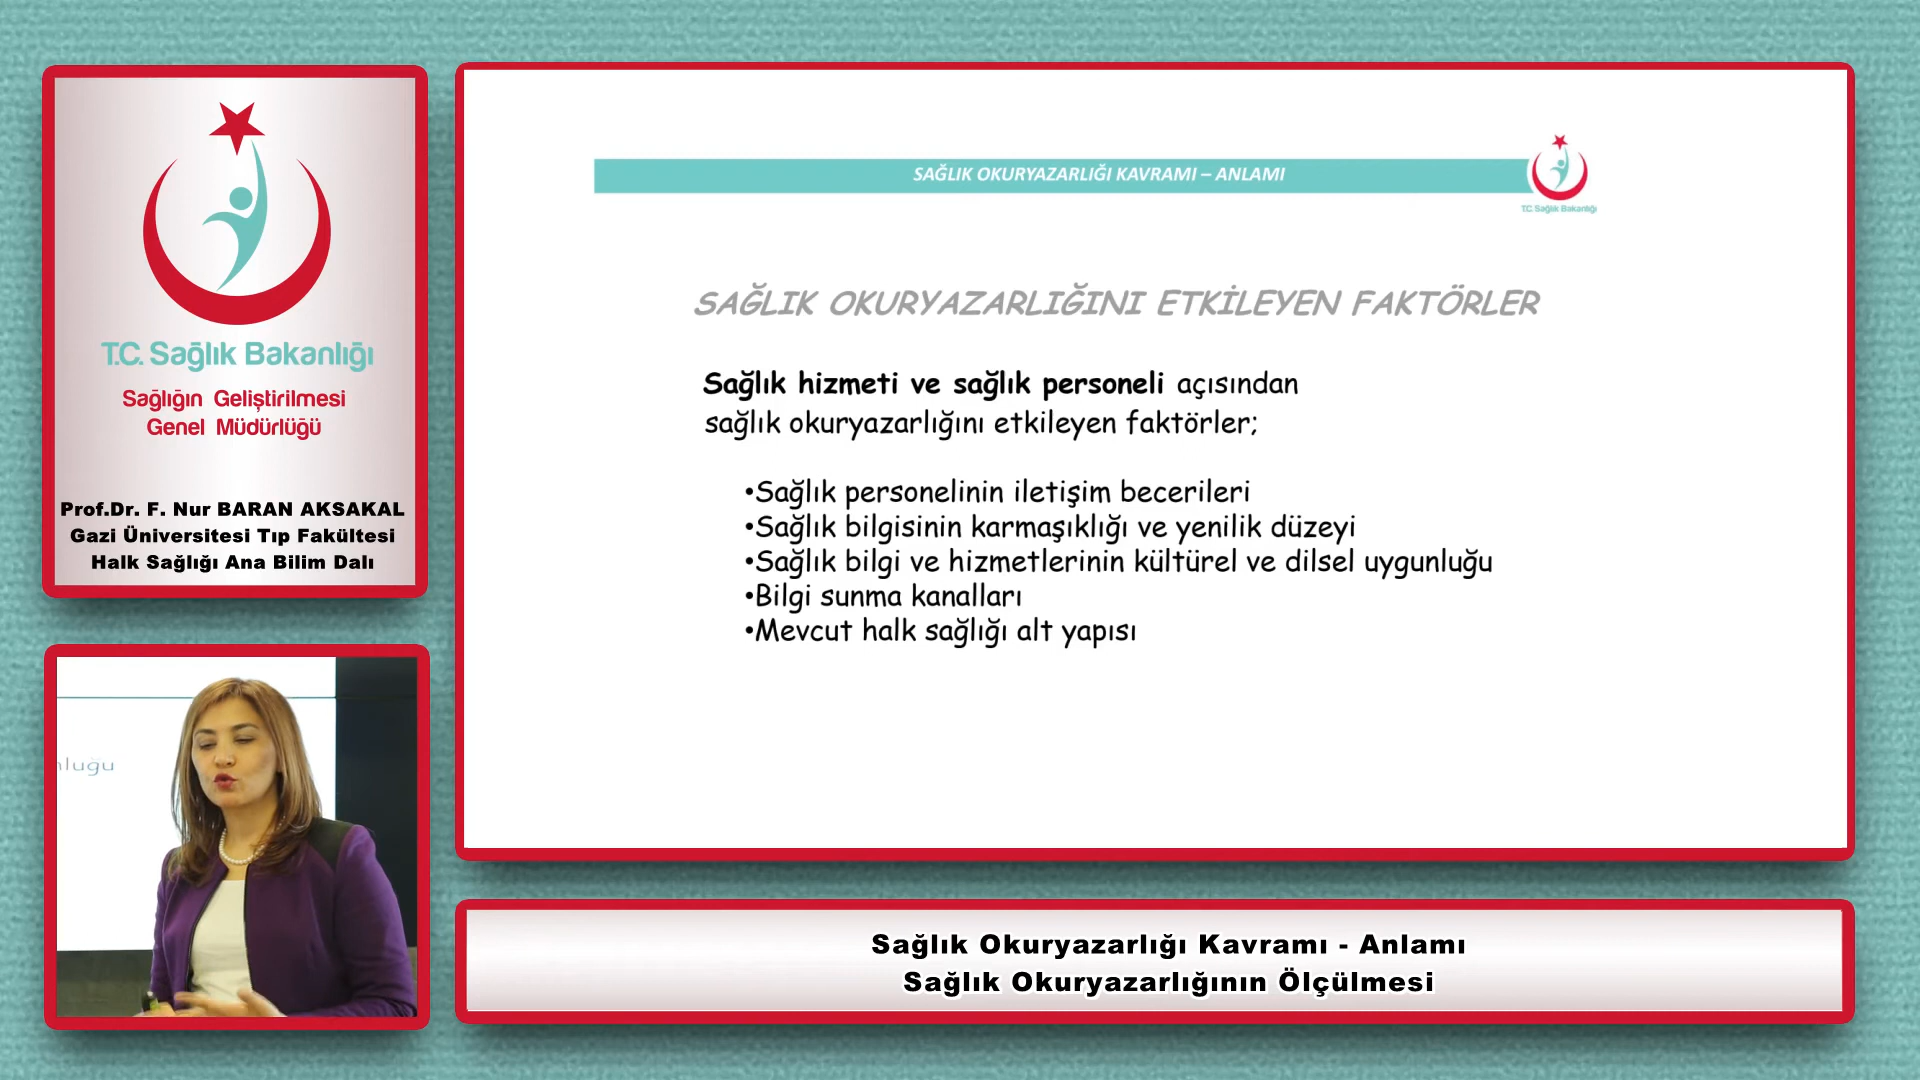 T.C. Sağlık Bakanlığı
Sağlığın Geliştirilmesi
Genel Müdürlüğü
Prof.Dr. F. Nur BARAN AKSAKAL
Gazi Üniversitesi Tıp Fakültesi
Halk Sağlığı Ana Bilim Dalı
SAĞLIK OKURYAZARLIĞI KAVRAMI – ANLAMI
T.C. Sağlık Bakanlığı
SAĞLIK OKURYAZARLIĞINI ETKİLEYEN FAKTÖRLER
Sağlık hizmeti ve sağlık personeli açısından
sağlık okuryazarlığını etkileyen faktörler;
•Sağlık personelinin iletişim becerileri
•Sağlık bilgisinin karmaşıklığı ve yenilik düzeyi
•Sağlık bilgi ve hizmetlerinin kültürel ve dilsel uygunluğu
•Bilgi sunma kanalları
•Mevcut halk sağlığı alt yapısı
Sağlık Okuryazarlığı Kavramı - Anlamı
Sağlık Okuryazarlığının Ölçülmesi